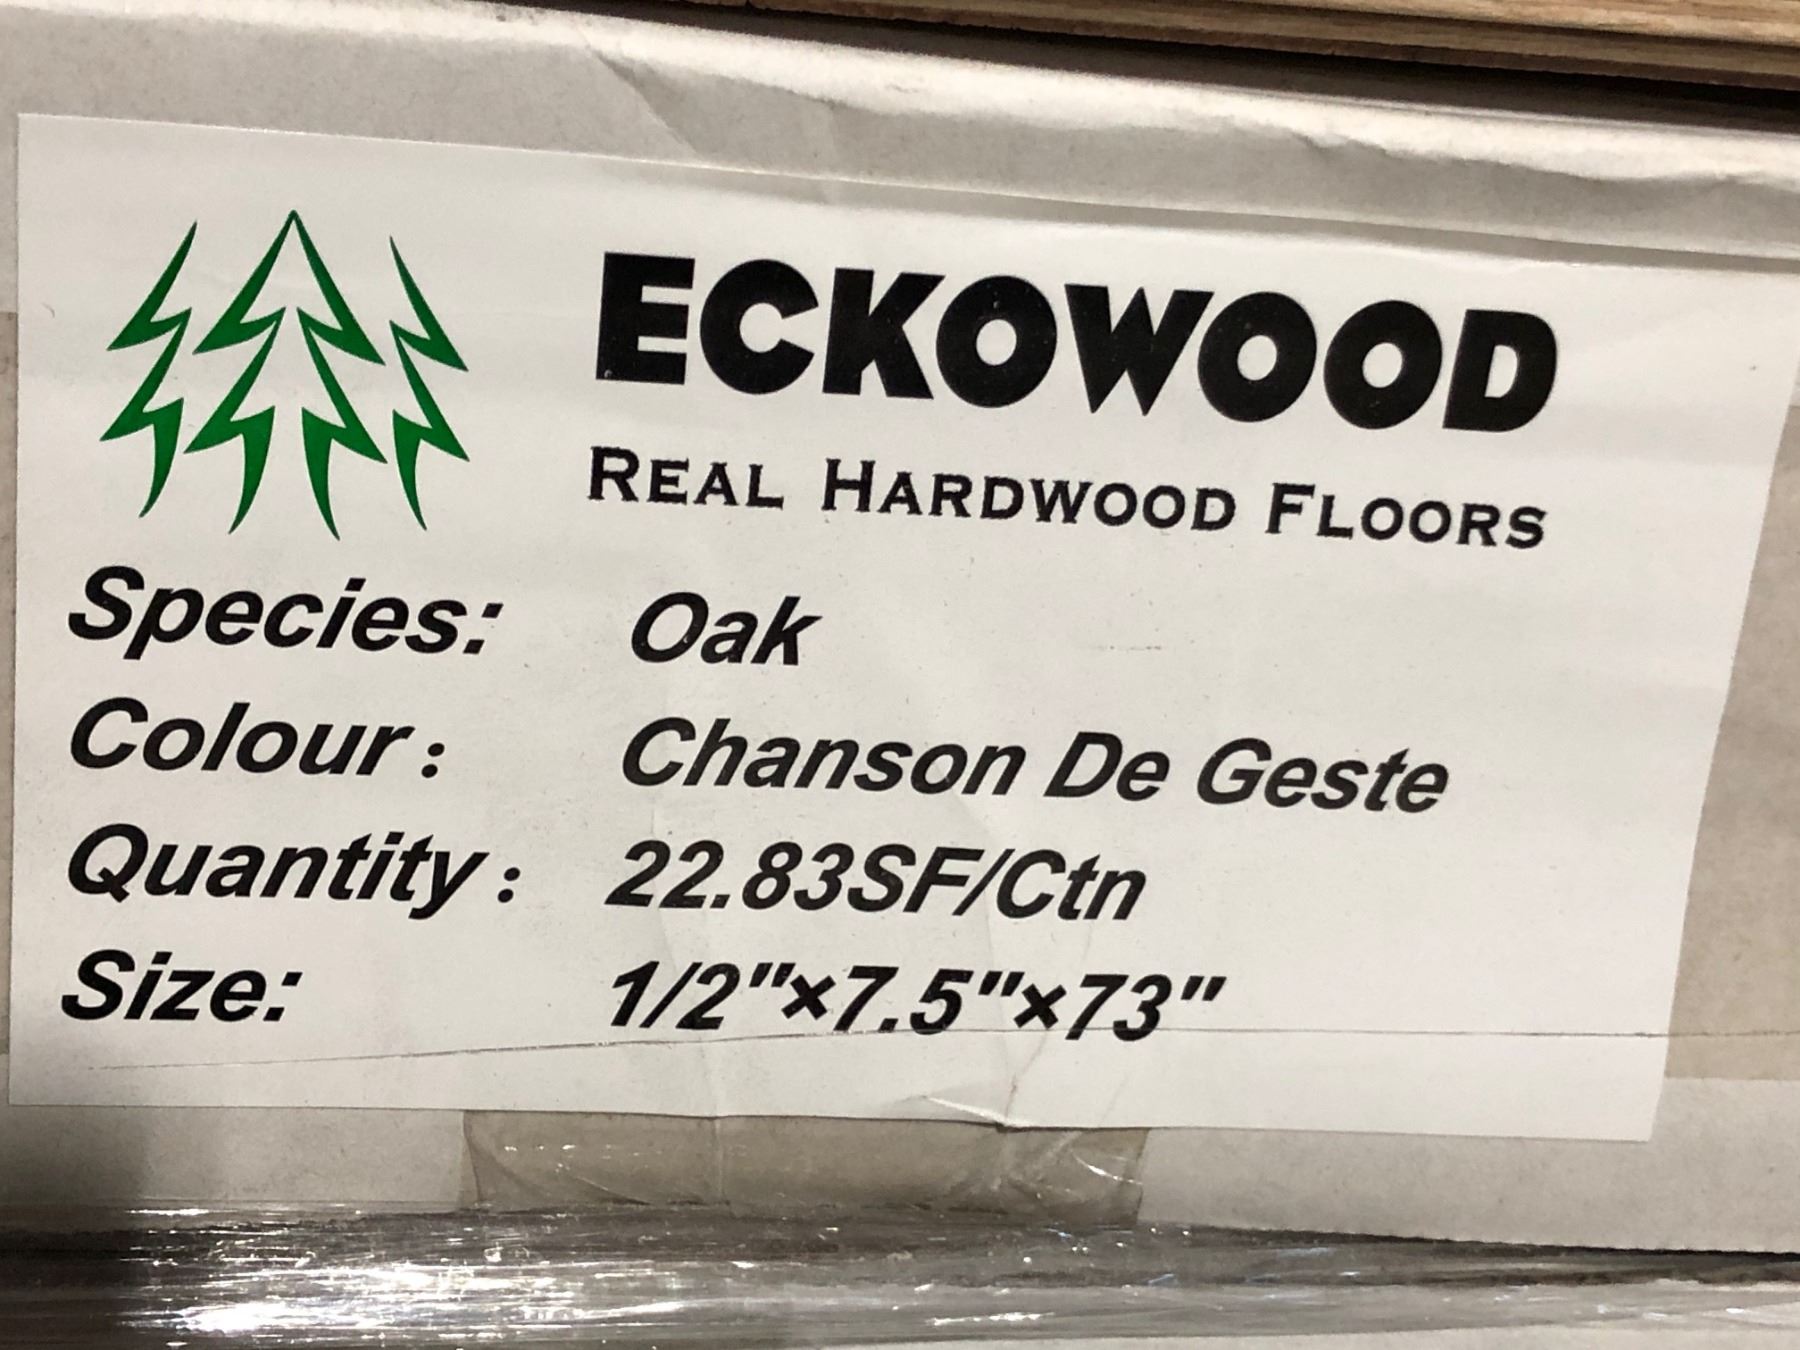 ECKOWOOD
REAL HARDWOOD FLOORS
Species: Oak
Colour: Chanson De Geste
Quantity: 22.83SF/Ctn
Size: 1/2"×7.5"×73"